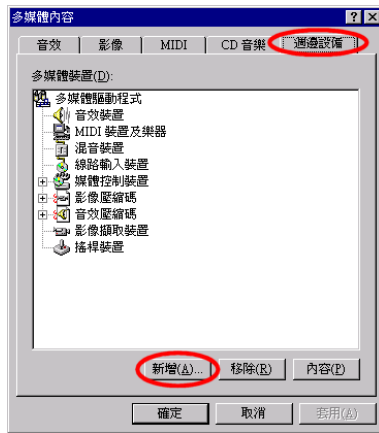 多媒體內容
音效 影像 MIDI CD 音樂 週邊設備
多媒體裝置(D):
多媒體驅動程式
音效裝置
MIDI 裝置及樂器
混音裝置
線路輸入裝置
媒體控制裝置
影像壓縮碼
音效壓縮碼
影像擷取裝置
搖桿裝置
新增(A)... 移除(R) 內容(P)
確定 取消 套用(A)